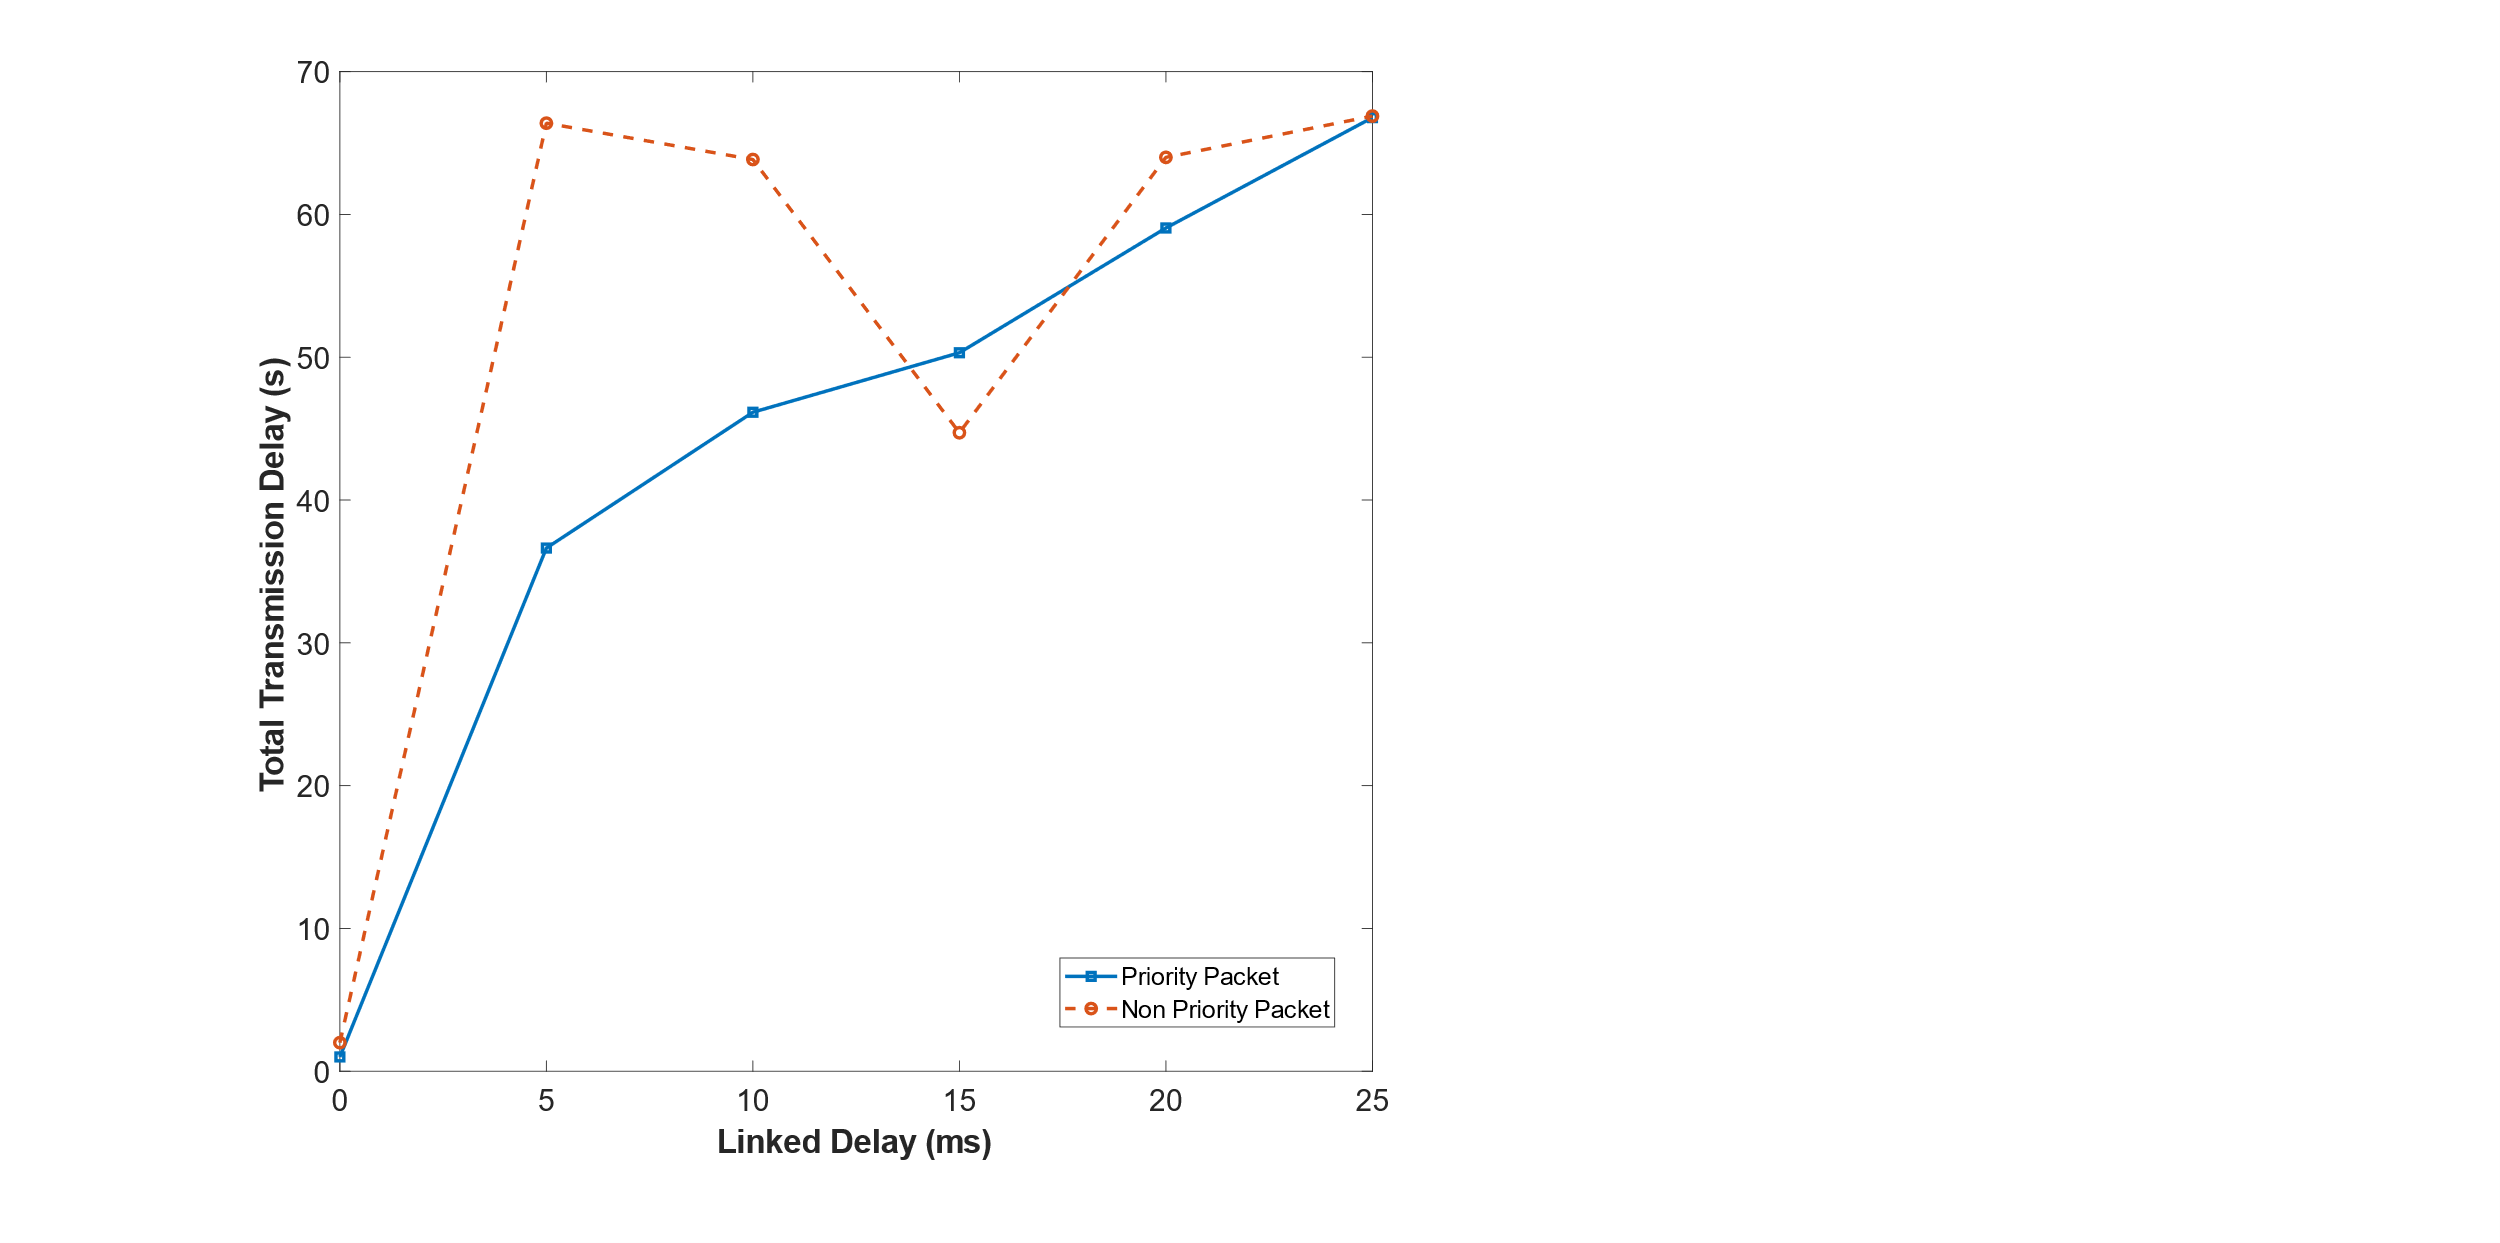 70
60
50
40
30
20
10
0
Total Transmission Delay (s)
0 5 10 15 20 25
Linked Delay (ms)
Priority Packet
Non Priority Packet